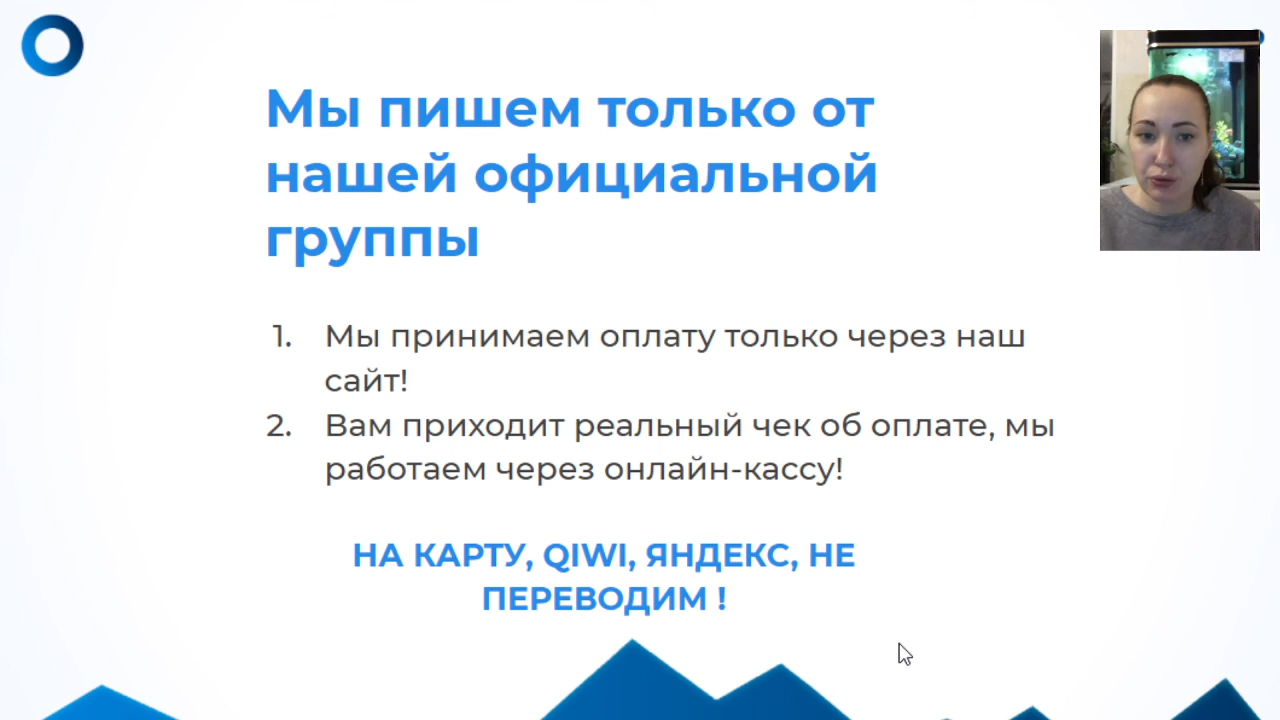 Мы пишем только от
нашей официальной
группы
1. Мы принимаем оплату только через наш
сайт!
2. Вам приходит реальный чек об оплате, мы
работаем через онлайн-кассу!
НА КАРТУ, QIWI, ЯНДЕКС, НЕ
ПЕРЕВОДИМ !